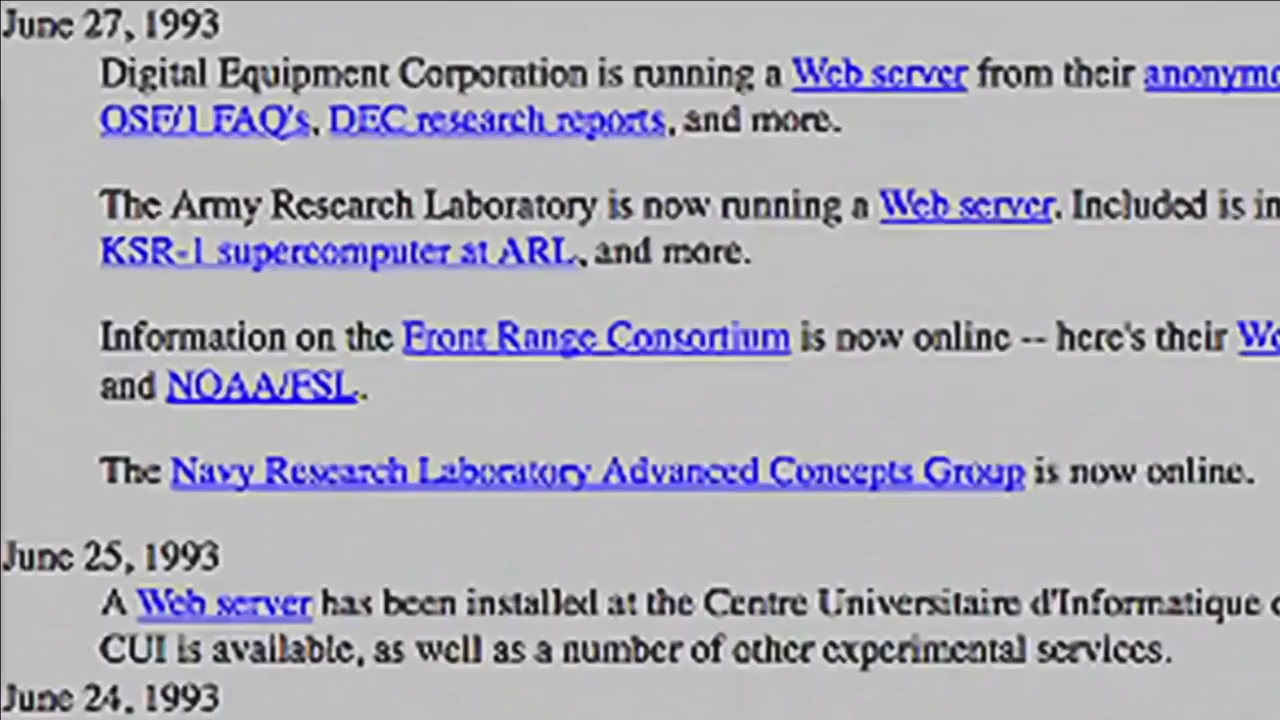 June 27, 1993
Digital Equipment Corporation is running a Web server from their
OSF/1 FAQ's, DEC research reports, and more.
The Army Research Laboratory is now running a Web server. Included is
KSR-1 supercomputer at ARL, and more.
Information on the Front Range Consortium is now online -- here's their
and NOAA/FSL.
The Navy Research Laboratory Advanced Concepts Group is now online.
June 25, 1993
A Web server has been installed at the Centre Universitaire d'Informatique
CUI is available, as well as a number of other experimental services.
June 24, 1993